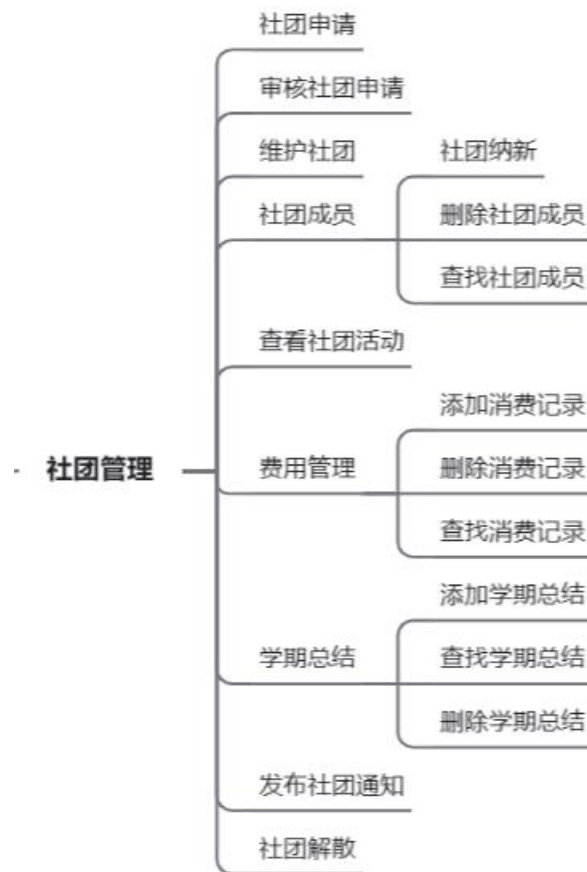 社团申请
审核社团申请
维护社团
社团纳新
社团成员
删除社团成员
查找社团成员
查看社团活动
添加消费记录
社团管理
费用管理
删除消费记录
查找消费记录
添加学期总结
学期总结
查找学期总结
删除学期总结
发布社团通知
社团解散